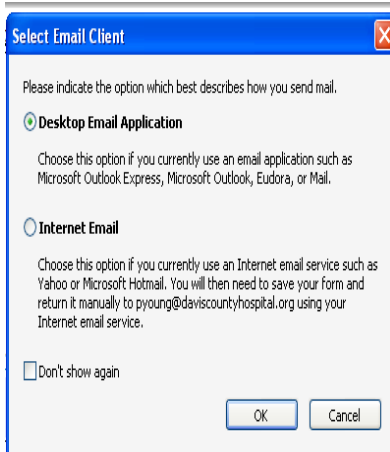 Select Email Client
Please indicate the option which best describes how you send mail.
Desktop Email Application
Choose this option if you currently use an email application such as
Microsoft Outlook Express, Microsoft Outlook, Eudora, or Mail.
Internet Email
Choose this option if you currently use an Internet email service such as
Yahoo or Microsoft Hotmail. You will then need to save your form and
return it manually to pyoung@daviscountyhospital.org using your
Internet email service.
Don't show again
OK Cancel